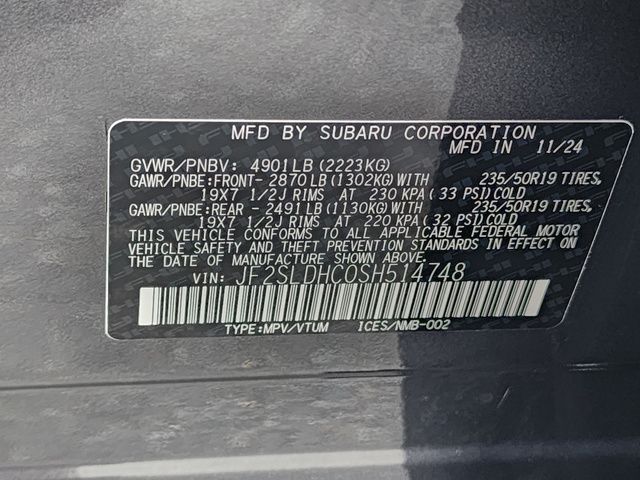 MFD BY SUBARU CORPORATION
MFD IN 11/24
GVWR/PNBV: 4901LB(2223KG)
GAWR/PNBE:FRONT- 2870LB(1302KG)WITH 235/50R19 TIRES,
19X7 1/2J RIMS AT 230 KPA(33 PSI)COLD
GAWR/PNBE:REAR - 2491LB(1130KG)WITH 235/50R19 TIRES,
19X7 1/2J RIMS AT 220 KPA(32 PSI)COLD
THIS VEHICLE CONFORMS TO ALL APPLICABLE FEDERAL MOTOR
VEHICLE SAFETY AND THEFT PREVENTION STANDARDS IN EFFECT ON
THE DATE OF MANUFACTURE SHOWN ABOVE.
VIN: JF2SLDHC0SH514748
TYPE:MPV/VTUM ICES/NMB-002